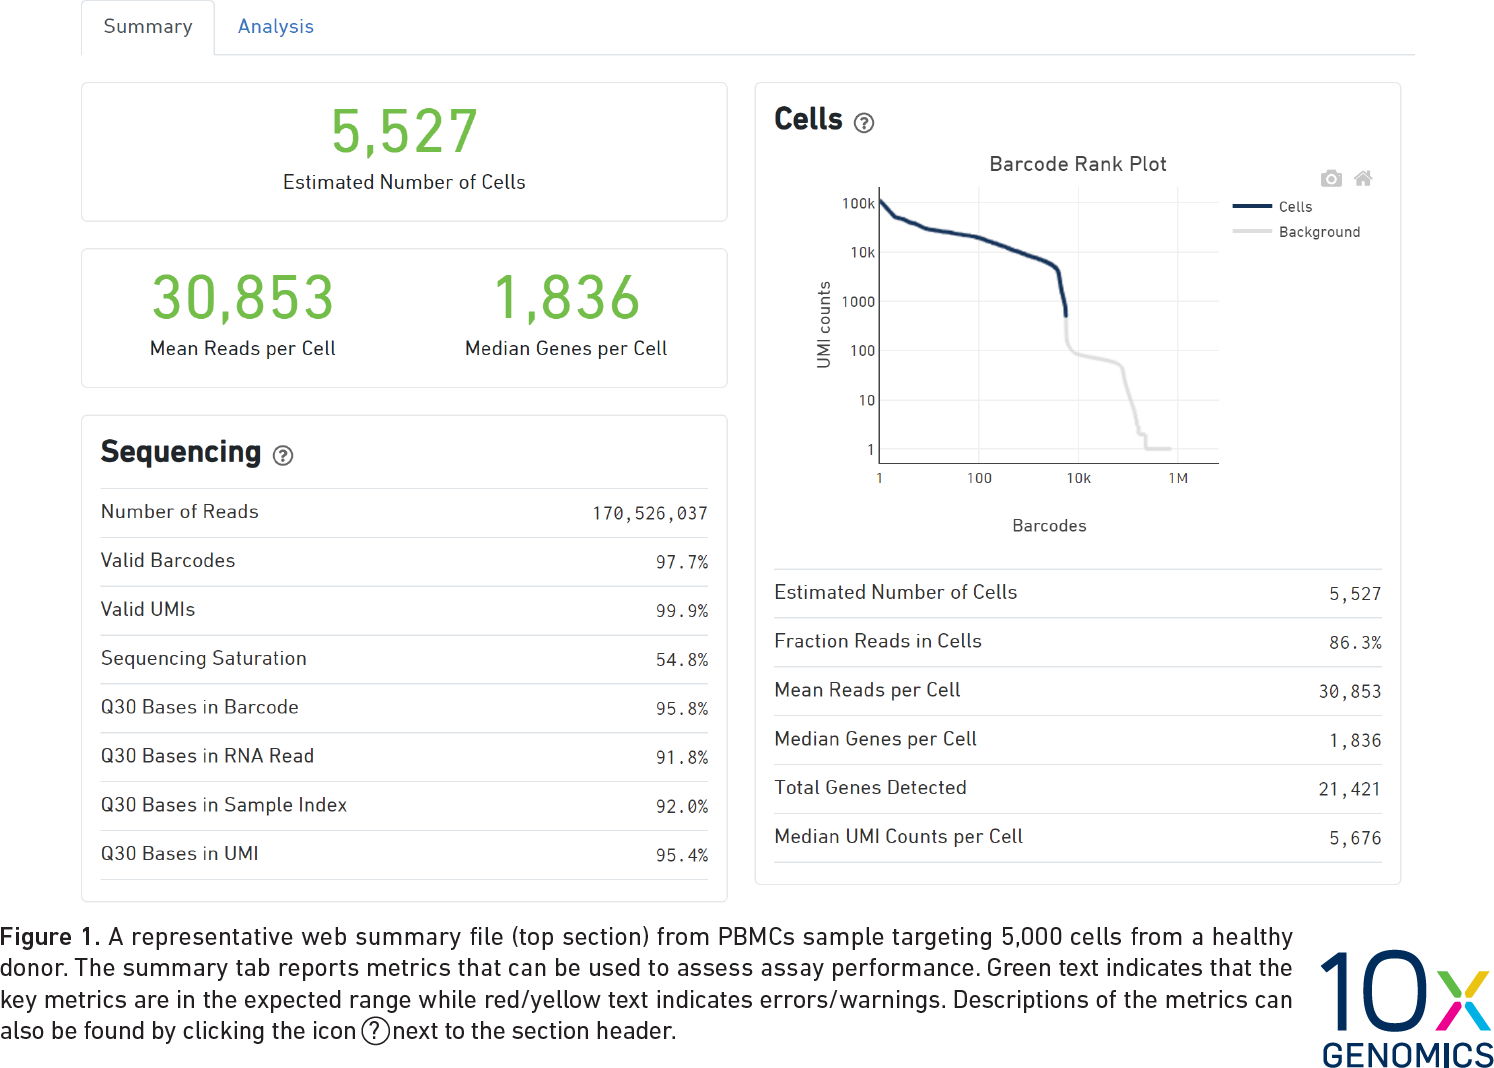 Summary
Analysis
5,527
Estimated Number of Cells
30,853
Mean Reads per Cell
1,836
Median Genes per Cell
Sequencing ?
Number of Reads 170,526,037
Valid Barcodes 97.7%
Valid UMIs 99.9%
Sequencing Saturation 54.8%
Q30 Bases in Barcode 95.8%
Q30 Bases in RNA Read 91.8%
Q30 Bases in Sample Index 92.0%
Q30 Bases in UMI 95.4%
Cells ?
Barcode Rank Plot
100k
10k
1000
100
10
1
UMI counts
1
100
10k
1M
Barcodes
Cells
Background
Estimated Number of Cells 5,527
Fraction Reads in Cells 86.3%
Mean Reads per Cell 30,853
Median Genes per Cell 1,836
Total Genes Detected 21,421
Median UMI Counts per Cell 5,676
Figure 1. A representative web summary file (top section) from PBMCs sample targeting 5,000 cells from a healthy
donor. The summary tab reports metrics that can be used to assess assay performance. Green text indicates that the
key metrics are in the expected range while red/yellow text indicates errors/warnings. Descriptions of the metrics can
also be found by clicking the icon ? next to the section header.
10x
GENOMICS